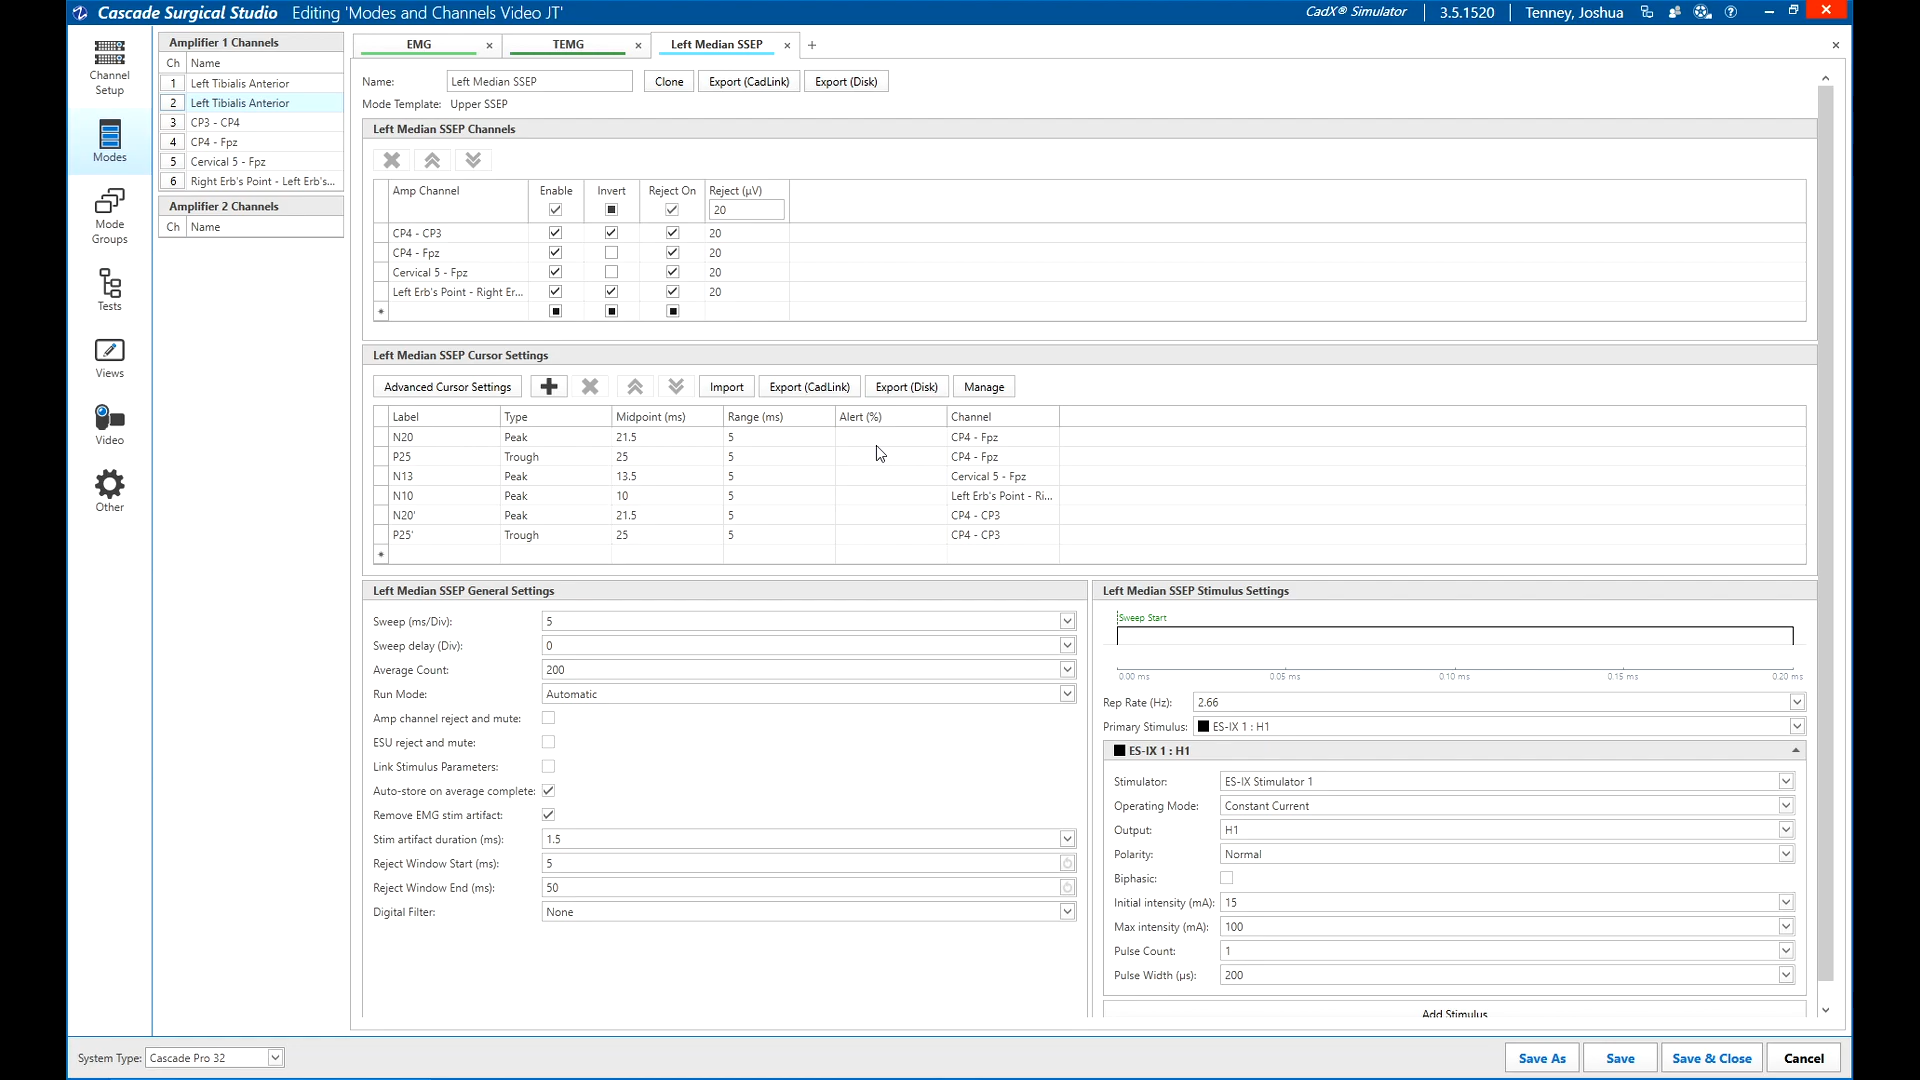 Cascade Surgical Studio Editing 'Modes and Channels Video JT' CadX® Simulator 3.5.1520 Tenney, Joshua
Channel Setup
Modes
Mode Groups
Tests
Views
Video
Other
Amplifier 1 Channels
Ch Name
1 Left Tibialis Anterior
2 Left Tibialis Anterior
3 CP3 - CP4
4 CP4 - Fpz
5 Cervical 5 - Fpz
6 Right Erb's Point - Left Erb's...
Amplifier 2 Channels
Ch Name
EMG TEMG Left Median SSEP
Name: Left Median SSEP Clone Export (CadLink) Export (Disk)
Mode Template: Upper SSEP
Left Median SSEP Channels
Amp Channel Enable Invert Reject On Reject (µV)
20
CP4 - CP3 20
CP4 - Fpz 20
Cervical 5 - Fpz 20
Left Erb's Point - Right Er... 20
Left Median SSEP Cursor Settings
Advanced Cursor Settings Import Export (CadLink) Export (Disk) Manage
Label Type Midpoint (ms) Range (ms) Alert (%) Channel
N20 Peak 21.5 5 CP4 - Fpz
P25 Trough 25 5 CP4 - Fpz
N13 Peak 13.5 5 Cervical 5 - Fpz
N10 Peak 10 5 Left Erb's Point - Ri...
N20' Peak 21.5 5 CP4 - CP3
P25' Trough 25 5 CP4 - CP3
Left Median SSEP General Settings
Sweep (ms/Div): 5
Sweep delay (Div): 0
Average Count: 200
Run Mode: Automatic
Amp channel reject and mute:
ESU reject and mute:
Link Stimulus Parameters:
Auto-store on average complete:
Remove EMG stim artifact:
Stim artifact duration (ms): 1.5
Reject Window Start (ms): 5
Reject Window End (ms): 50
Digital Filter: None
Left Median SSEP Stimulus Settings
Sweep Start
0.00 ms 0.05 ms 0.10 ms 0.15 ms 0.20 ms
Rep Rate (Hz): 2.66
Primary Stimulus: ES-IX 1 : H1
ES-IX 1 : H1
Stimulator: ES-IX Stimulator 1
Operating Mode: Constant Current
Output: H1
Polarity: Normal
Biphasic:
Initial intensity (mA): 15
Max intensity (mA): 100
Pulse Count: 1
Pulse Width (µs): 200
Add Stimulus
System Type: Cascade Pro 32 Save As Save Save & Close Cancel